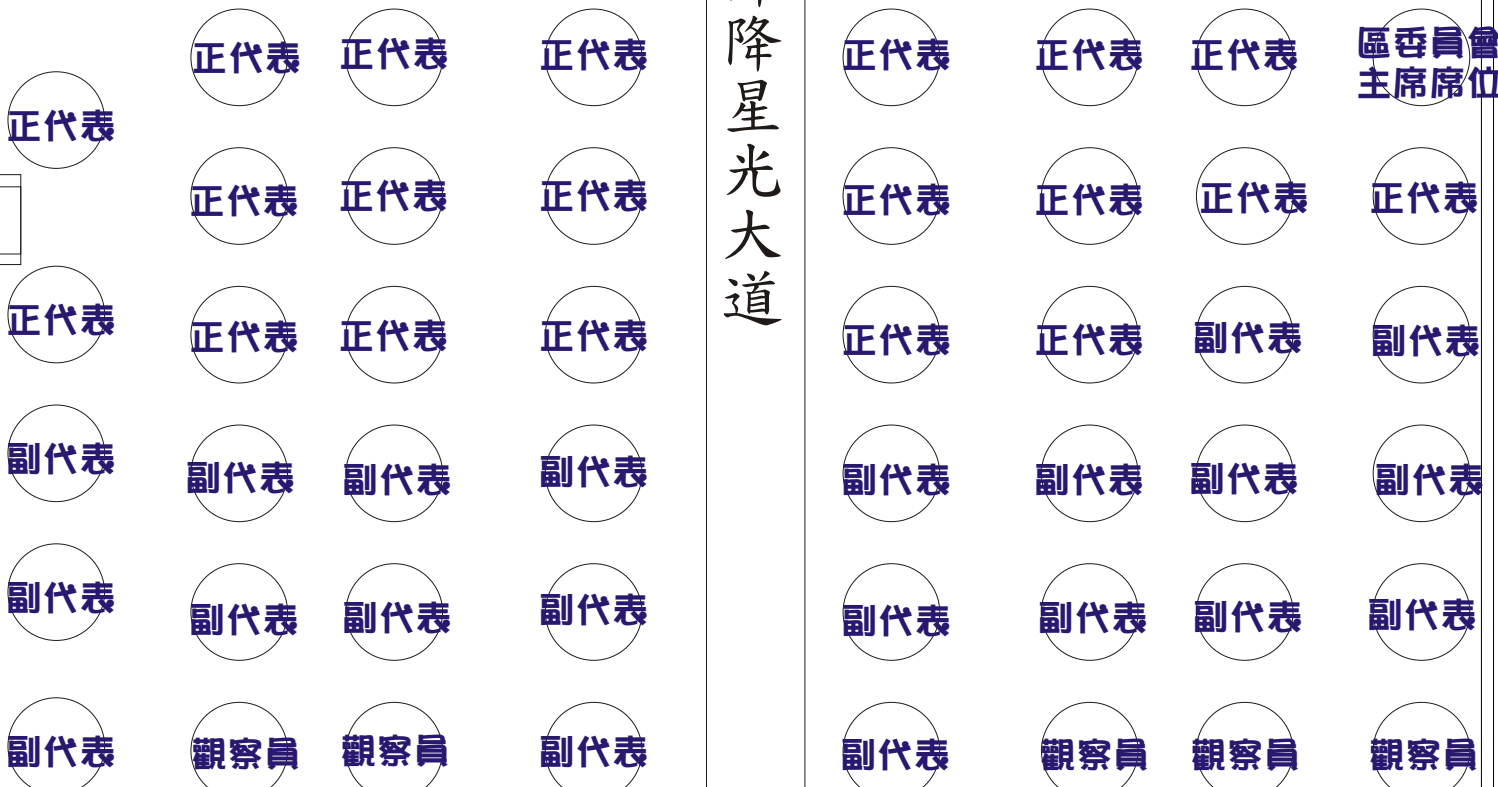 正代表 正代表 正代表 正代表 正代表 正代表 區委員會
主席席位
正代表
正代表 正代表 正代表 正代表 正代表 正代表 正代表
正代表
正代表 正代表 正代表 正代表 正代表 副代表 副代表
副代表
副代表 副代表 副代表 副代表 副代表 副代表 副代表
副代表
副代表 副代表 副代表 副代表 副代表 副代表 副代表
副代表 觀察員 觀察員 副代表 副代表 觀察員 觀察員 觀察員
降星光大道